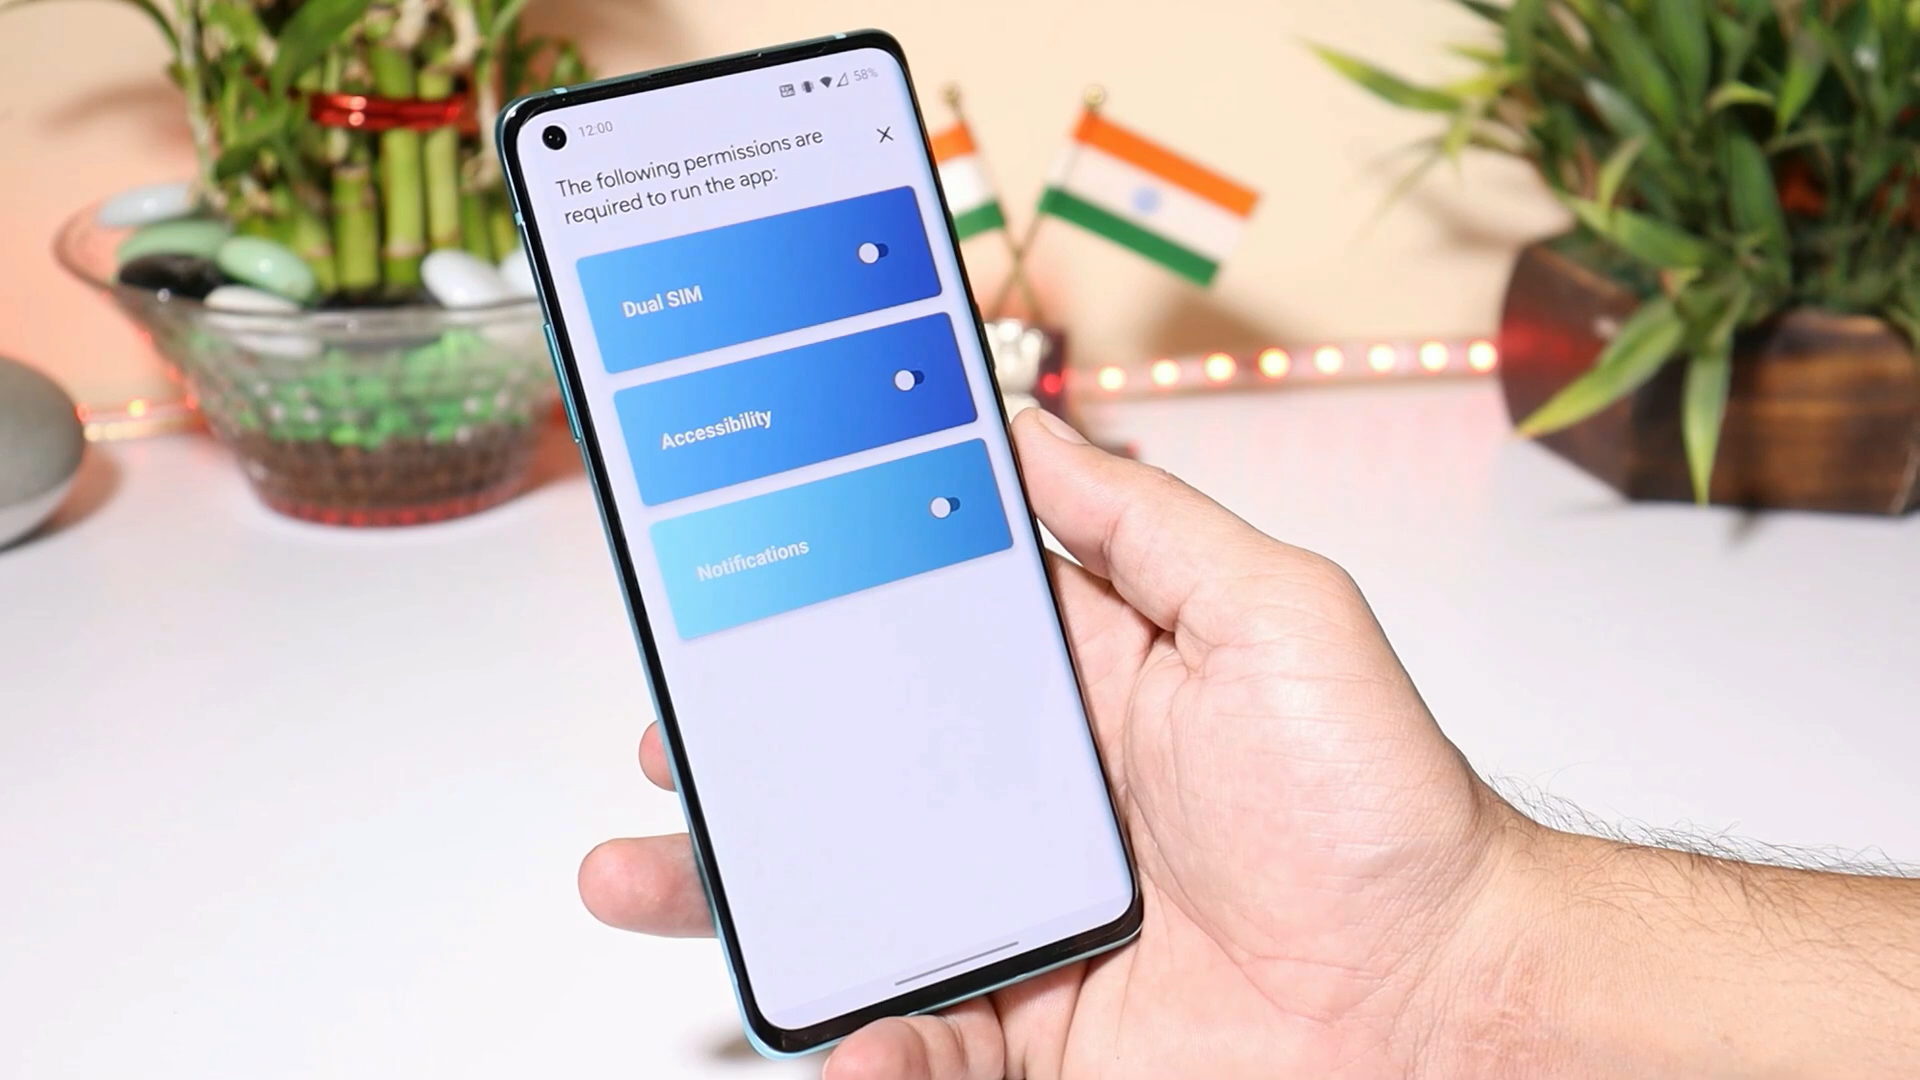 12:00
58%
The following permissions are
required to run the app:
Dual SIM
Accessibility
Notifications